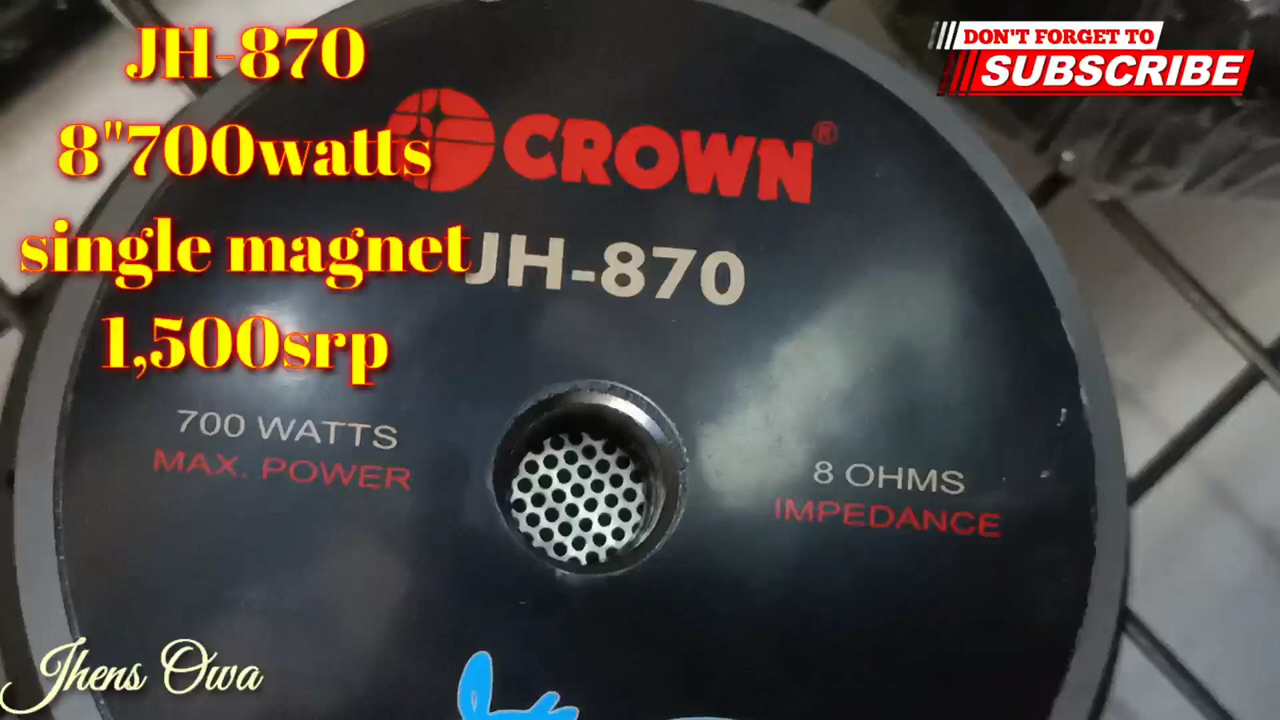 JH-870
8"700watts
single magnet
1,500srp
DON'T FORGET TO
SUBSCRIBE
CROWN®
JH-870
700 WATTS
MAX. POWER
8 OHMS
IMPEDANCE
Jhens Owa